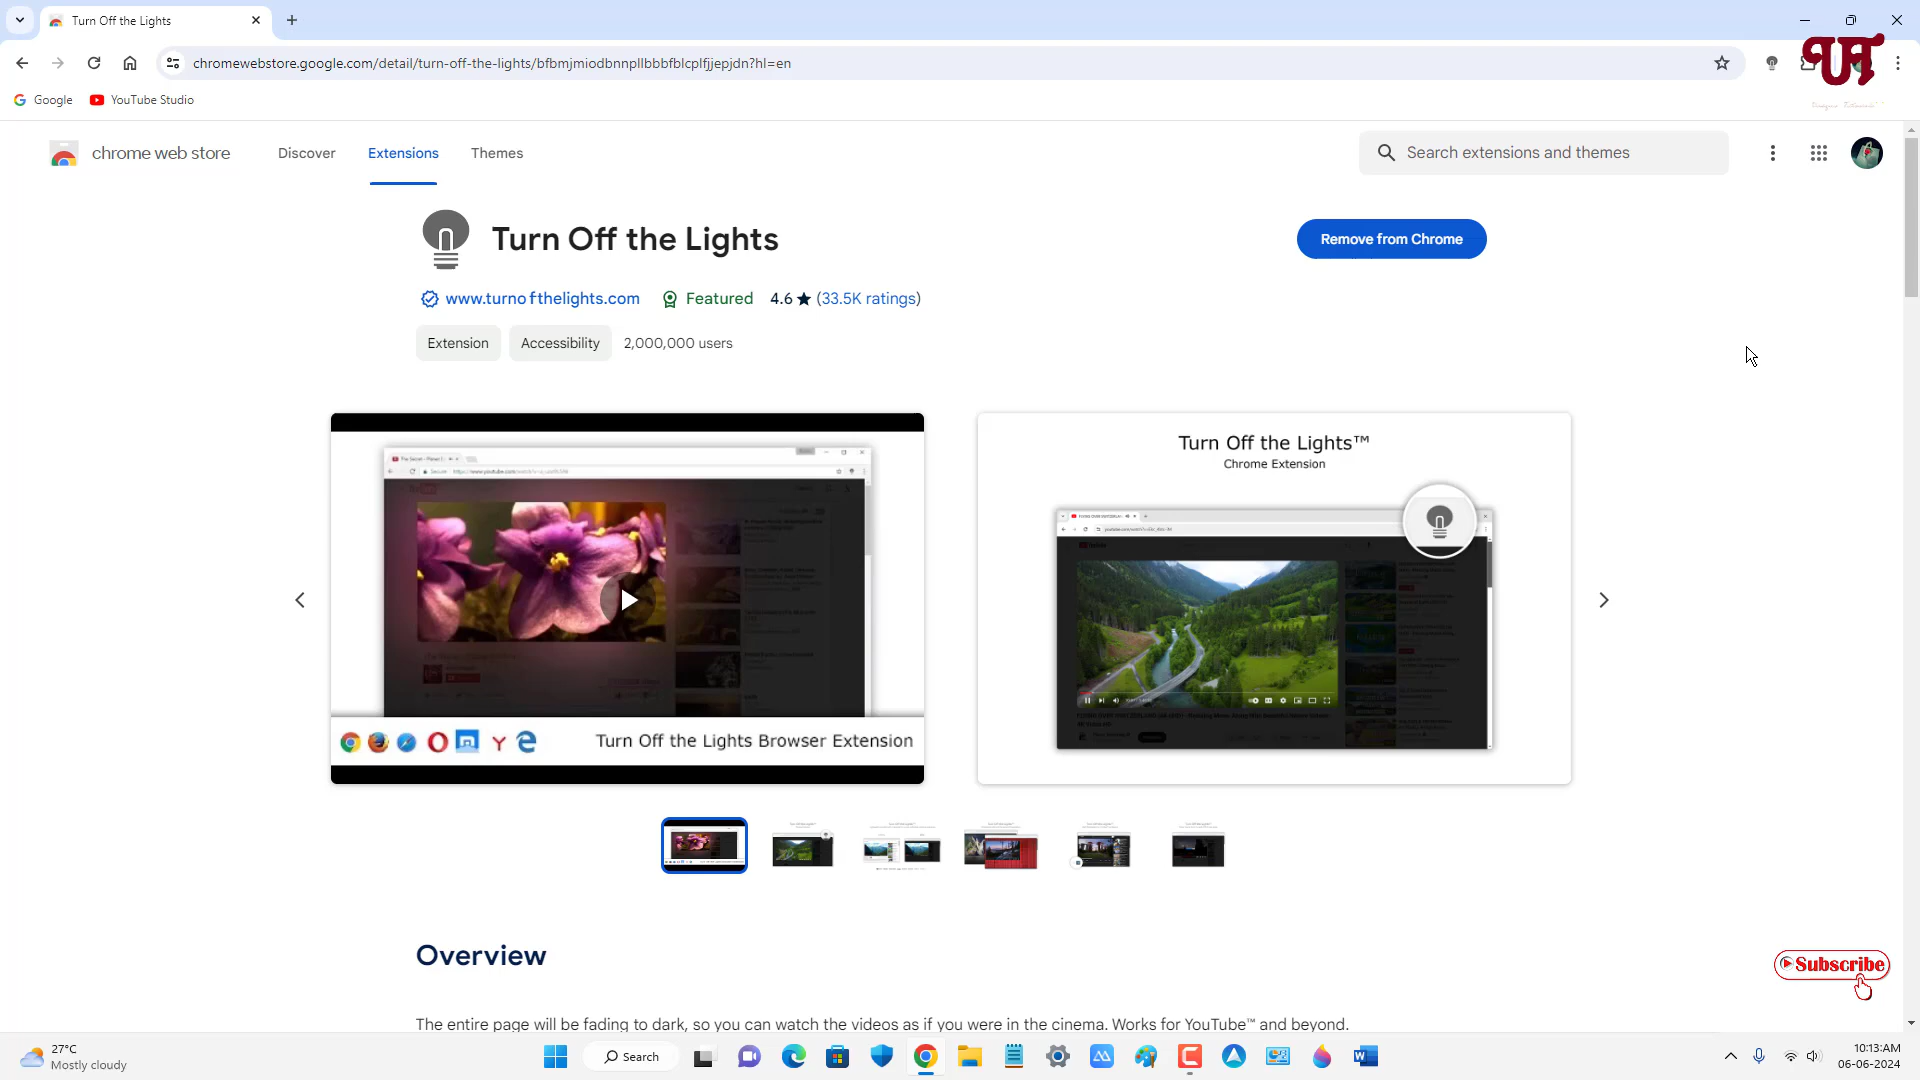 Turn Off the Lights
chromewebstore.google.com/detail/turn-off-the-lights/bfbmjmiodbnnpllbbbfblcplfjjepjdn?hl=en
Google
YouTube Studio
chrome web store
Discover
Extensions
Themes
Search extensions and themes
Turn Off the Lights
Remove from Chrome
www.turnoffthelights.com
Featured
4.6 ★ (33.5K ratings)
Extension
Accessibility
2,000,000 users
Turn Off the Lights Browser Extension
Turn Off the Lights™
Chrome Extension
Overview
The entire page will be fading to dark, so you can watch the videos as if you were in the cinema. Works for YouTube™ and beyond.
Subscribe
27°C
Mostly cloudy
Search
10:13:AM
06-06-2024